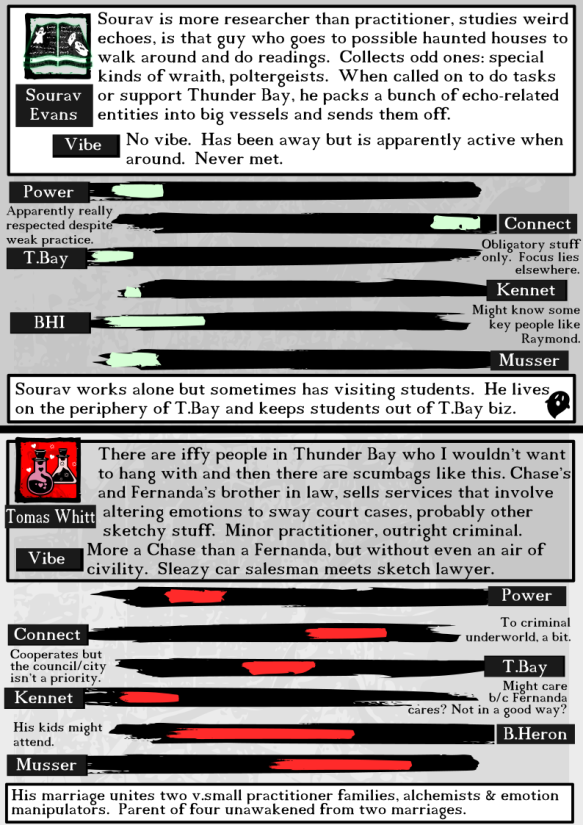 Sourav is more researcher than practitioner, studies weird
echoes, is that guy who goes to possible haunted houses to
walk around and do readings. Collects odd ones: special
kinds of wraith, poltergeists. When called on to do tasks
or support Thunder Bay, he packs a bunch of echo-related
entities into big vessels and sends them off.
Sourav
Evans
Vibe
No vibe. Has been away but is apparently active when
around. Never met.
Power
Apparently really
respected despite
weak practice.
Connect
T.Bay
Obligatory stuff
only. Focus lies
elsewhere.
Kennet
BHI
Might know some
key people like
Raymond.
Musser
Sourav works alone but sometimes has visiting students. He lives
on the periphery of T.Bay and keeps students out of T.Bay biz.
There are iffy people in Thunder Bay who I wouldn't want
to hang with and then there are scumbags like this. Chase's
and Fernanda's brother in law, sells services that involve
altering emotions to sway court cases, probably other
sketchy stuff. Minor practitioner, outright criminal.
Tomas Whitt
Vibe
More a Chase than a Fernanda, but without even an air of
civility. Sleazy car salesman meets sketch lawyer.
Power
Connect
To criminal
underworld, a bit.
Cooperates but
the council/city
isn't a priority.
T.Bay
Kennet
Might care
b/c Fernanda
cares? Not in a good way?
His kids might
attend.
B.Heron
Musser
His marriage unites two v.small practitioner families, alchemists & emotion
manipulators. Parent of four unawakened from two marriages.